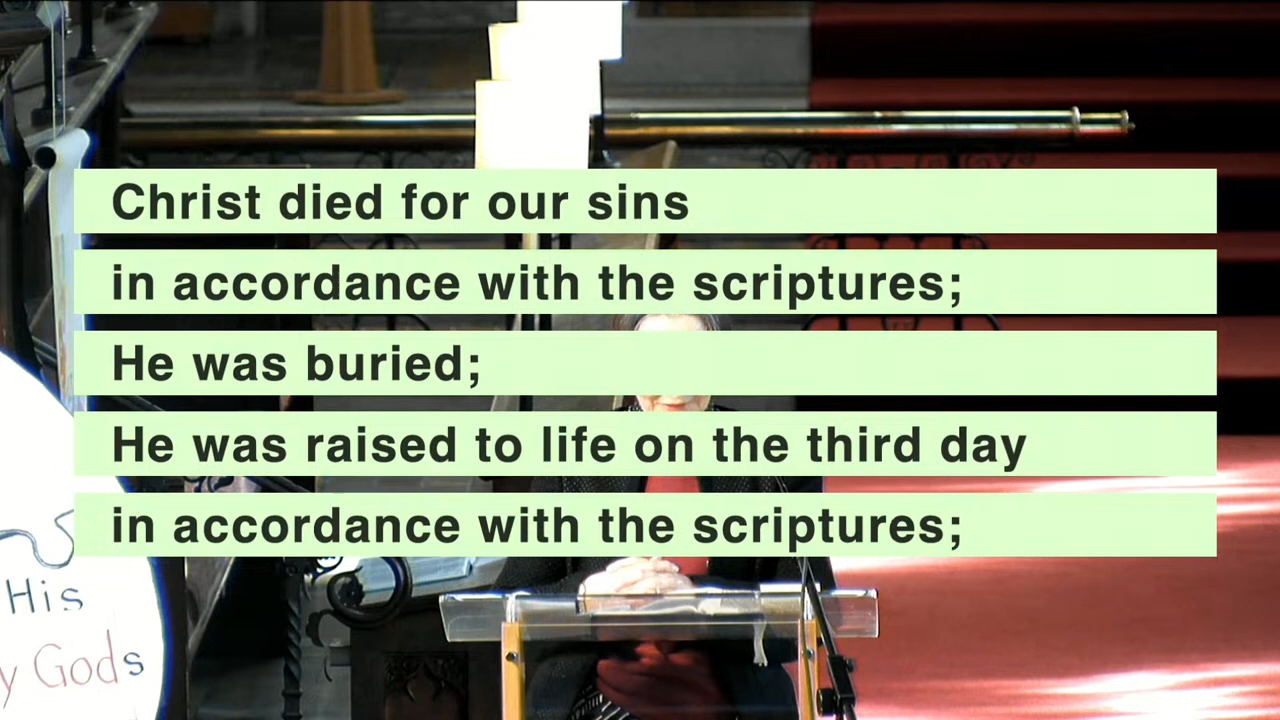 Christ died for our sins
in accordance with the scriptures;
He was buried;
He was raised to life on the third day
in accordance with the scriptures;
His
Gods